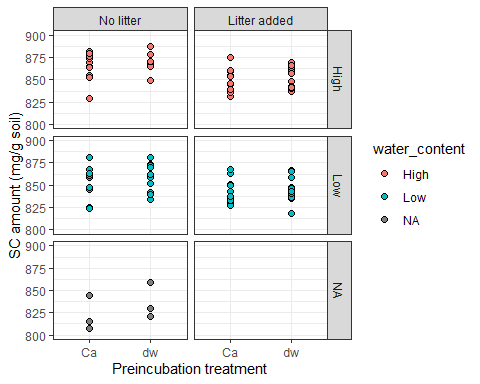 No litter
Litter added
900
875
850
825
800
High
900
875
850
825
800
Low
900
875
850
825
800
NA
SC amount (mg/g soil)
Ca
dw
Ca
dw
Preincubation treatment
water_content
High
Low
NA